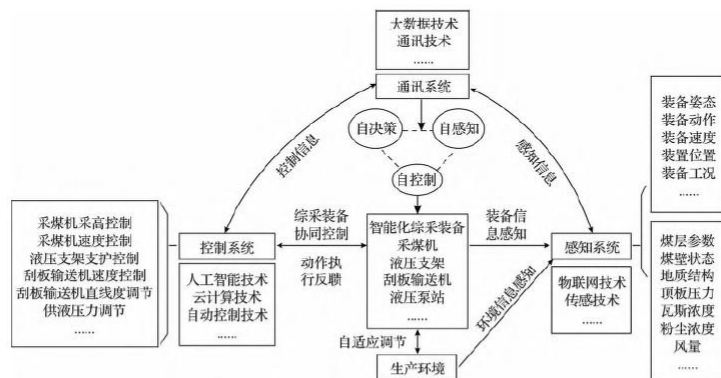 大数据技术
通讯技术
……
通讯系统
自决策
自感知
自控制
控制信息
感知信息
采煤机采高控制
采煤机速度控制
液压支架支护控制
刮板输送机速度控制
刮板输送机直线度调节
供液压力调节
……
控制系统
人工智能技术
云计算技术
自动控制技术
……
综采装备
协同控制
动作执
行反馈
智能化综采装备
采煤机
液压支架
刮板输送机
液压泵站
……
自适应调节
生产环境
装备信
息感知
环境信息感知
感知系统
物联网技术
传感技术
……
装备姿态
装备动作
装备速度
装置位置
装备工况
……
煤层参数
煤壁状态
地质结构
顶板压力
瓦斯浓度
粉尘浓度
风量
……